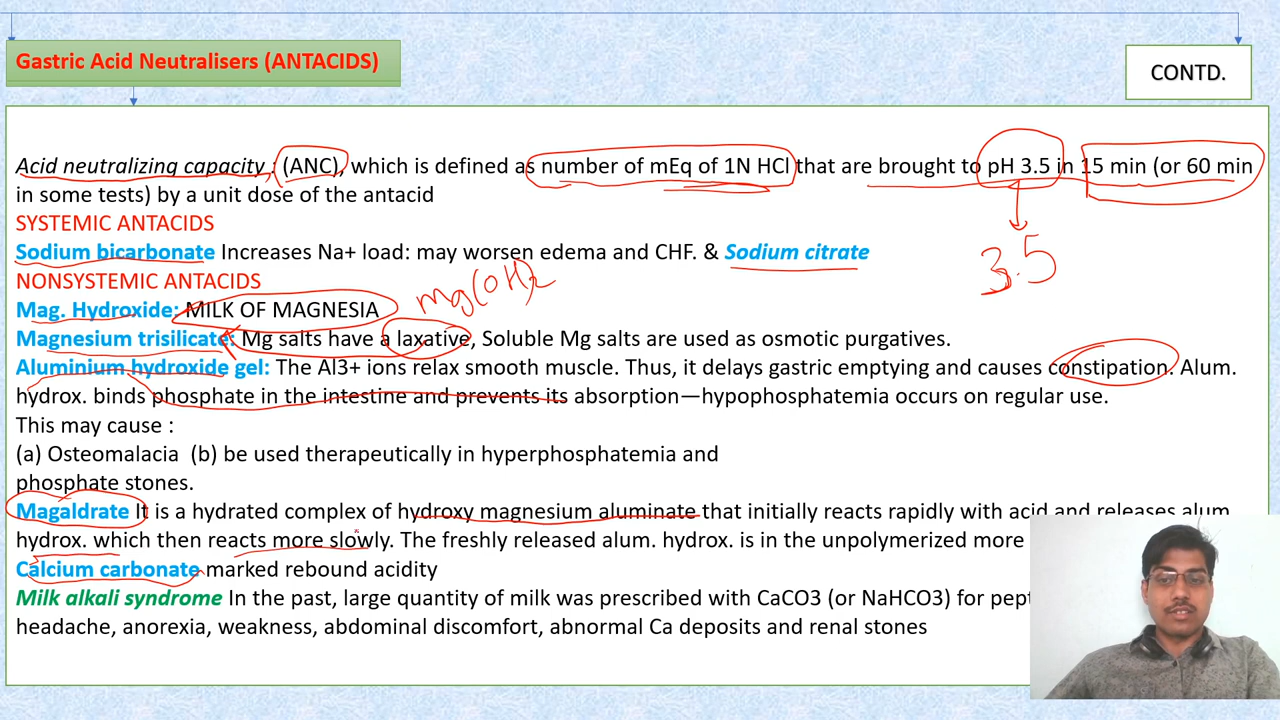 Gastric Acid Neutralisers (ANTACIDS)
CONTD.
Acid neutralizing capacity : (ANC), which is defined as number of mEq of 1N HCl that are brought to pH 3.5 in 15 min (or 60 min
in some tests) by a unit dose of the antacid
SYSTEMIC ANTACIDS
Sodium bicarbonate Increases Na+ load: may worsen edema and CHF. & Sodium citrate
3.5
NONSYSTEMIC ANTACIDS
Mg(OH)2
Mag. Hydroxide: MILK OF MAGNESIA
Magnesium trisilicate: Mg salts have a laxative, Soluble Mg salts are used as osmotic purgatives.
Aluminium hydroxide gel: The Al3+ ions relax smooth muscle. Thus, it delays gastric emptying and causes constipation. Alum.
hydrox. binds phosphate in the intestine and prevents its absorption—hypophosphatemia occurs on regular use.
This may cause :
(a) Osteomalacia (b) be used therapeutically in hyperphosphatemia and
phosphate stones.
Magaldrate It is a hydrated complex of hydroxy magnesium aluminate that initially reacts rapidly with acid and releases alum.
hydrox. which then reacts more slowly. The freshly released alum. hydrox. is in the unpolymerized more
Calcium carbonate marked rebound acidity
Milk alkali syndrome In the past, large quantity of milk was prescribed with CaCO3 (or NaHCO3) for
headache, anorexia, weakness, abdominal discomfort, abnormal Ca deposits and renal stones